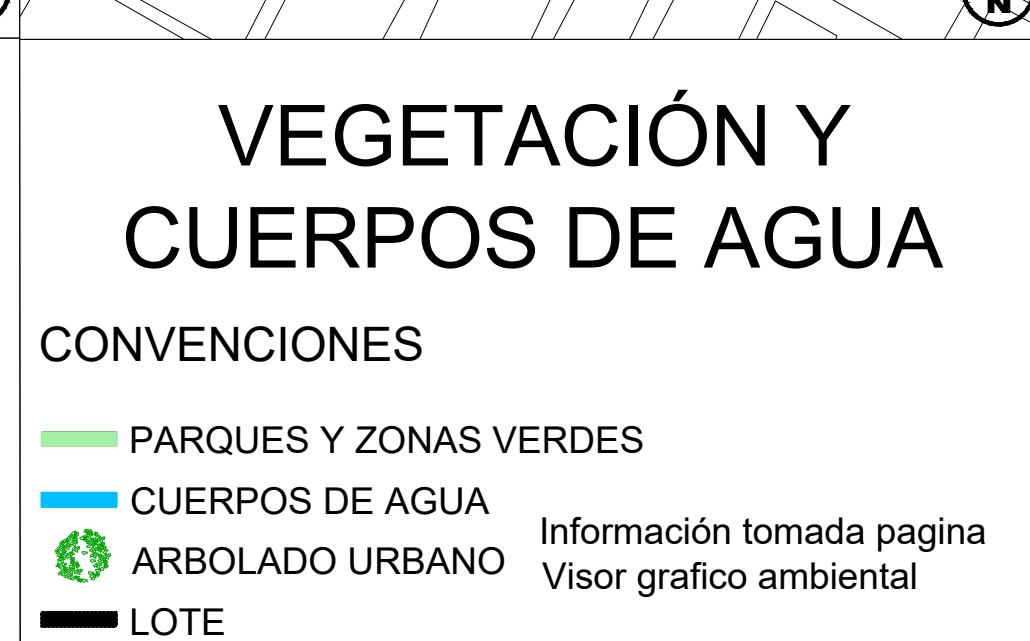 N
VEGETACIÓN Y
CUERPOS DE AGUA
CONVENCIONES
PARQUES Y ZONAS VERDES
CUERPOS DE AGUA
ARBOLADO URBANO
LOTE
Información tomada pagina
Visor grafico ambiental